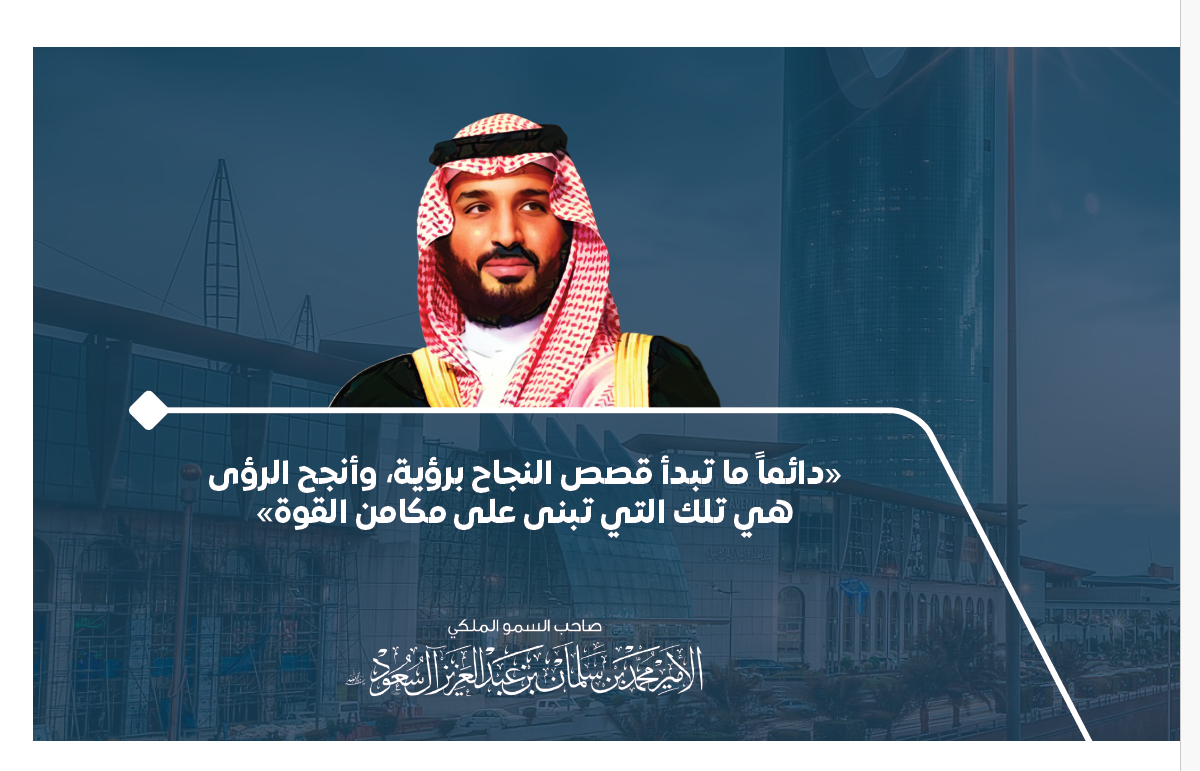 «دائماً ما تبدأ قصص النجاح برؤية، وأنجح الرؤى
هي تلك التي تبنى على مكامن القوة»
صاحب السمو الملكي
الأمير محمد بن سلمان بن عبدالعزيز آل سعود